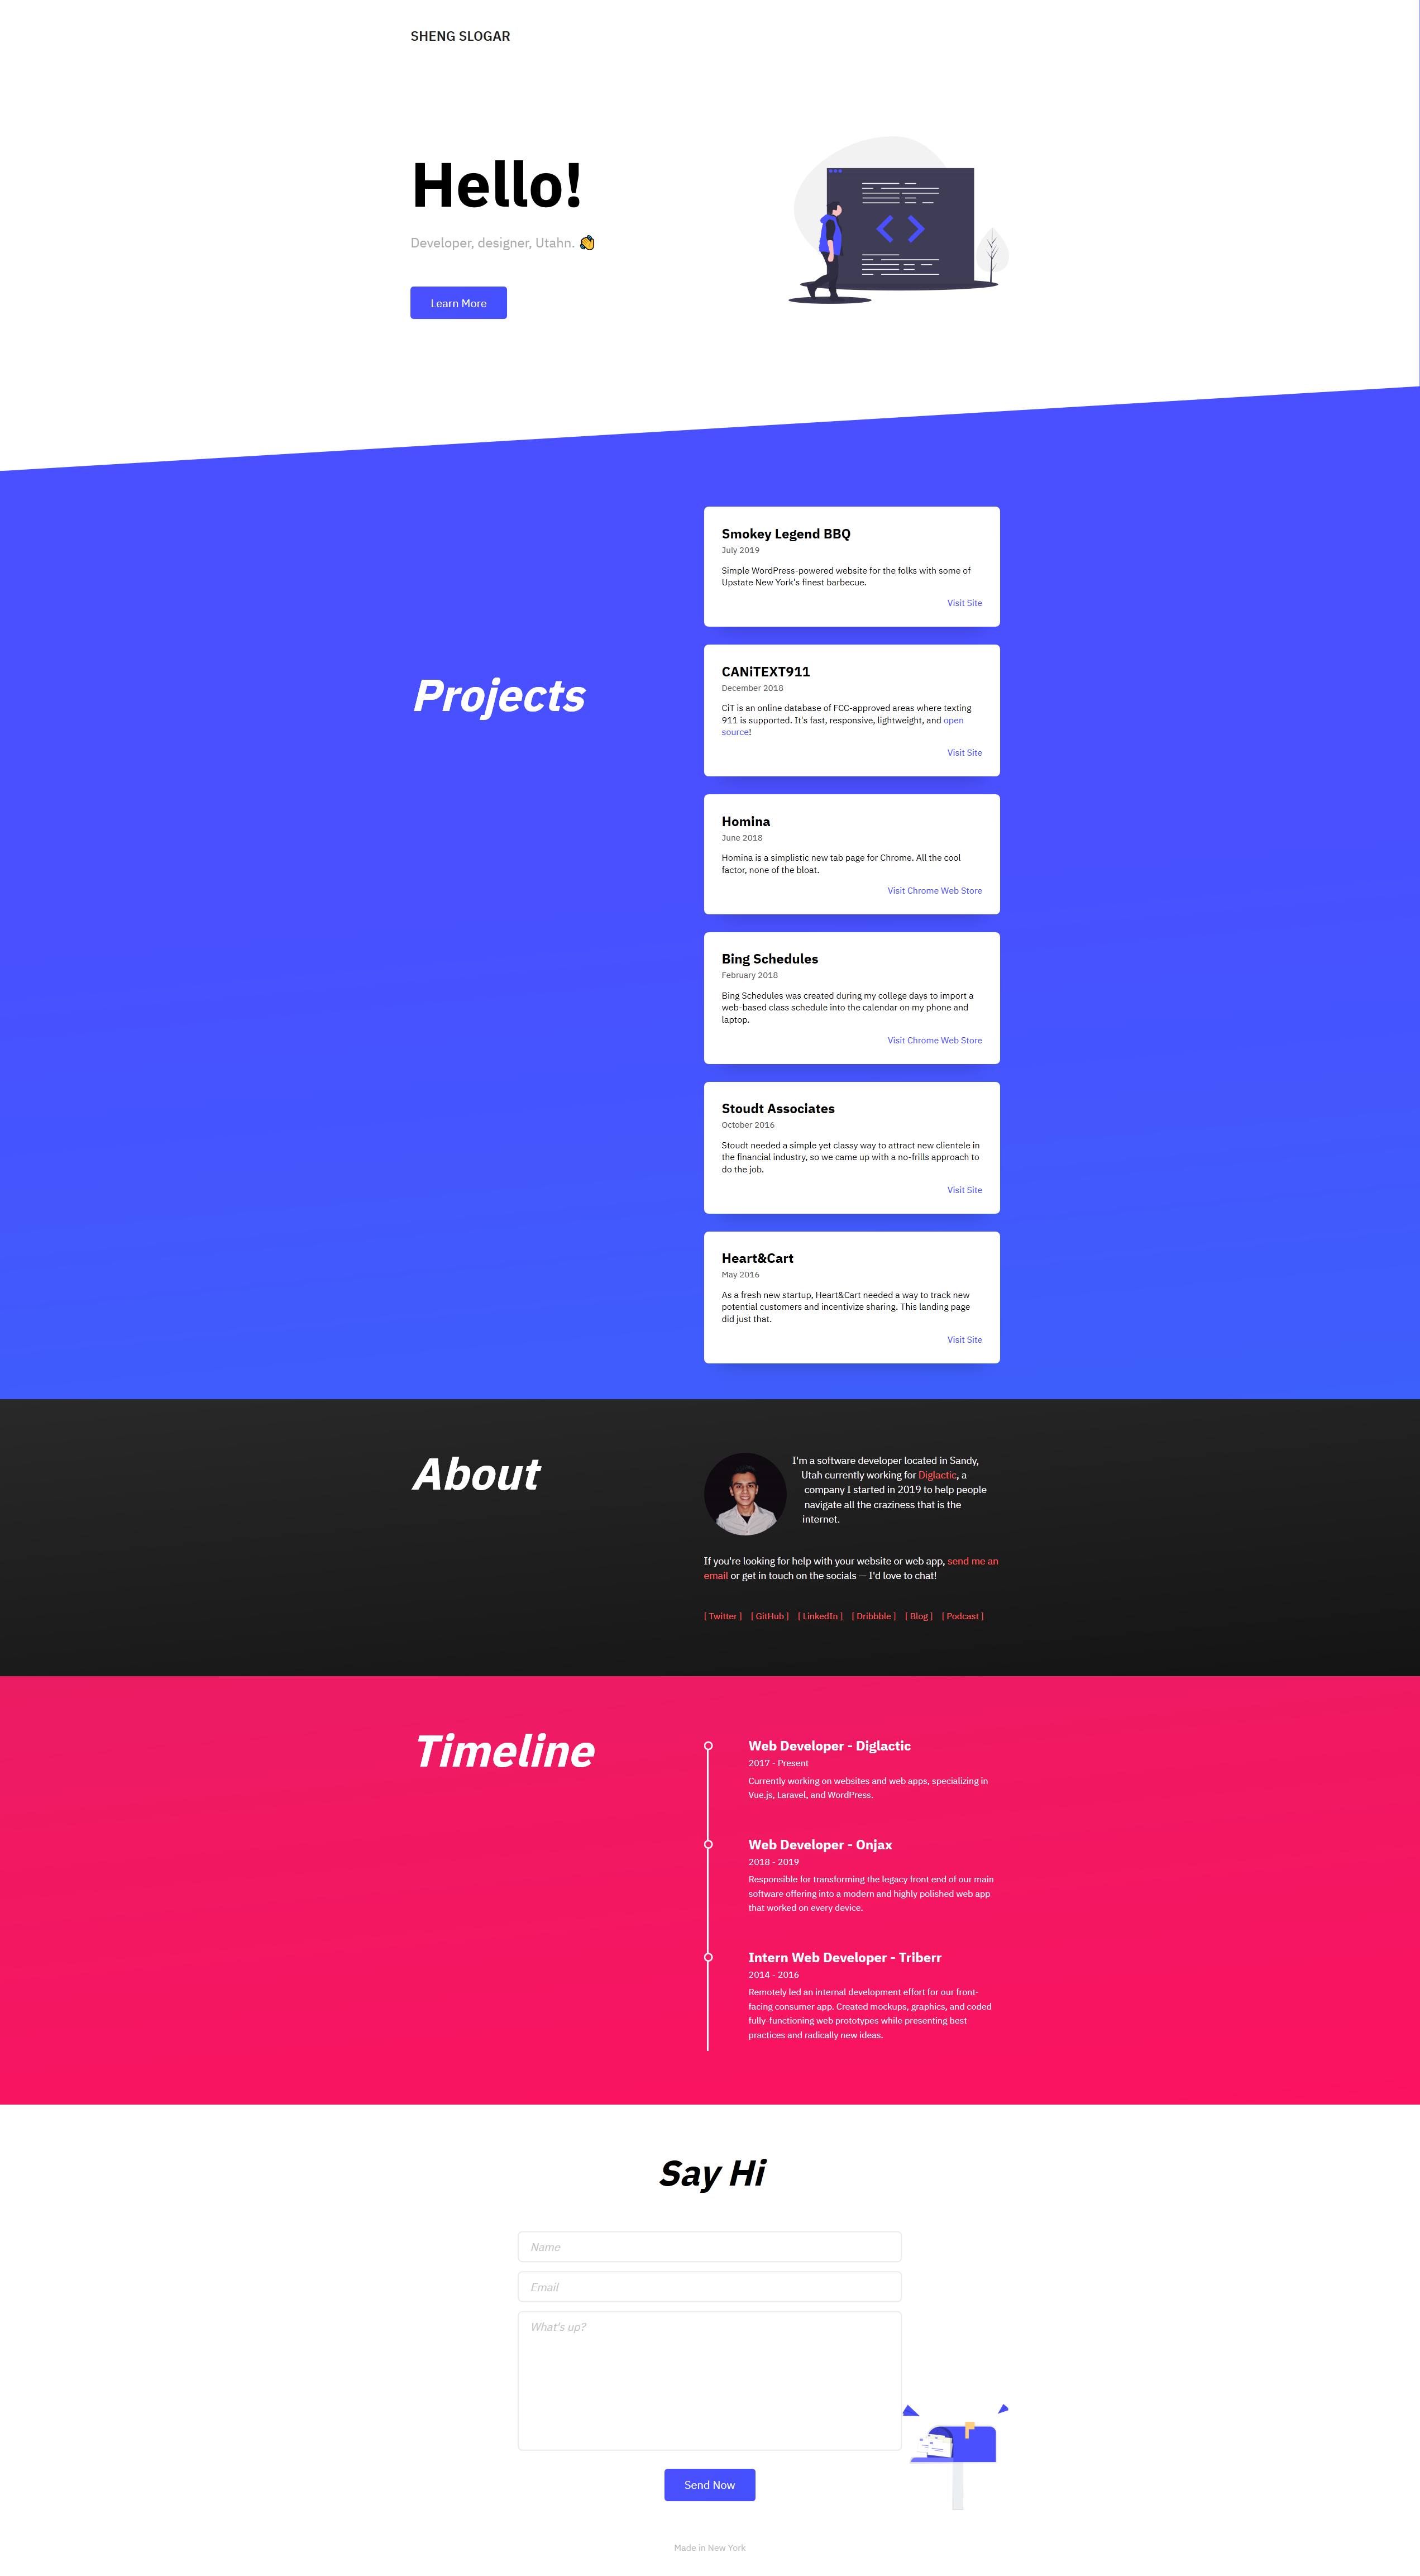 SHENG SLOGAR
Hello!
Developer, designer, Utahn. 👋
Learn More
Projects
Smokey Legend BBQ
July 2019
Simple WordPress-powered website for the folks with some of
Upstate New York's finest barbecue.
Visit Site
CANiTEXT911
December 2018
CiT is an online database of FCC-approved areas where texting
911 is supported. It's fast, responsive, lightweight, and open
source!
Visit Site
Homina
June 2018
Homina is a simplistic new tab page for Chrome. All the cool
factor, none of the bloat.
Visit Chrome Web Store
Bing Schedules
February 2018
Bing Schedules was created during my college days to import a
web-based class schedule into the calendar on my phone and
laptop.
Visit Chrome Web Store
Stoudt Associates
October 2016
Stoudt needed a simple yet classy way to attract new clientele in
the financial industry, so we came up with a no-frills approach to
do the job.
Visit Site
Heart&Cart
May 2016
As a fresh new startup, Heart&Cart needed a way to track new
potential customers and incentivize sharing. This landing page
did just that.
Visit Site
About
I'm a software developer located in Sandy,
Utah currently working for Diglactic, a
company I started in 2019 to help people
navigate all the craziness that is the
internet.
If you're looking for help with your website or web app, send me an
email or get in touch on the socials — I'd love to chat!
[ Twitter ] [ GitHub ] [ LinkedIn ] [ Dribbble ] [ Blog ] [ Podcast ]
Timeline
Web Developer - Diglactic
2017 - Present
Currently working on websites and web apps, specializing in
Vue.js, Laravel, and WordPress.
Web Developer - Onjax
2018 - 2019
Responsible for transforming the legacy front end of our main
software offering into a modern and highly polished web app
that worked on every device.
Intern Web Developer - Triberr
2014 - 2016
Remotely led an internal development effort for our front-
facing consumer app. Created mockups, graphics, and coded
fully-functioning web prototypes while presenting best
practices and radically new ideas.
Say Hi
Name
Email
What's up?
Send Now
Made in New York